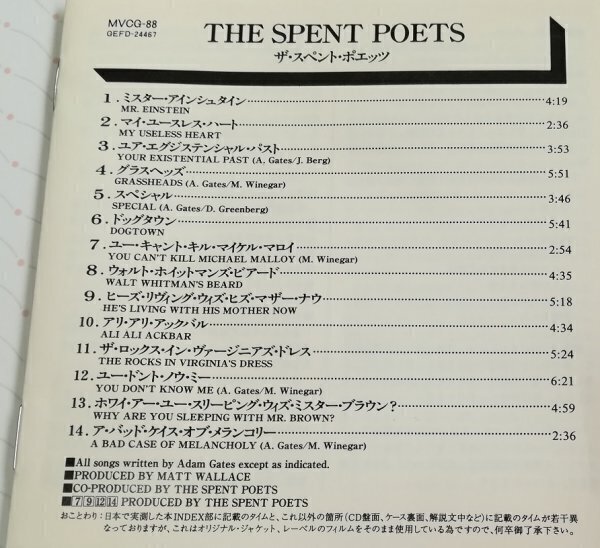 MVCG-88
GEFD-24467
THE SPENT POETS
ザ・スペント・ポエッツ
1.ミスター・アインシュタイン 4:19
MR. EINSTEIN
2.マイ・ユースレス・ハート 2:36
MY USELESS HEART
3.ユア・エグジステンシャル・パスト 3:53
YOUR EXISTENTIAL PAST (A. Gates/J. Berg)
4.グラスヘッズ 5:51
GRASSHEADS (A. Gates/M. Winegar)
5.スペシャル 3:46
SPECIAL (A. Gates/D. Greenberg)
6.ドッグタウン 5:41
DOGTOWN
7.ユー・キャント・キル・マイケル・マロイ 2:54
YOU CAN'T KILL MICHAEL MALLOY (M. Winegar)
8.ウォルト・ホイットマンズ・ビアード 4:35
WALT WHITMAN'S BEARD
9.ヒーズ・リヴィング・ウィズ・ヒズ・マザー・ナウ 5:18
HE'S LIVING WITH HIS MOTHER NOW
10.アリ・アリ・アックバル 4:34
ALI ALI ACKBAR
11.ザ・ロックス・イン・ヴァージニアズ・ドレス 5:24
THE ROCKS IN VIRGINIA'S DRESS
12.ユー・ドント・ノウ・ミー 6:21
YOU DON'T KNOW ME (A. Gates/M. Winegar)
13.ホワイ・アー・ユー・スリーピング・ウィズ・ミスター・ブラウン? 4:59
WHY ARE YOU SLEEPING WITH MR. BROWN?
14.ア・バッド・ケイス・オブ・メランコリー 2:36
A BAD CASE OF MELANCHOLY (A. Gates/M. Winegar)
■All songs written by Adam Gates except as indicated.
■PRODUCED BY MATT WALLACE
■CO-PRODUCED BY THE SPENT POETS
■7 9 12 14 PRODUCED BY THE SPENT POETS
おことわり:日本で実測した本INDEX部に記載のタイムと、これ以外の箇所(CD盤面、ケース裏面、解説文中など)に記載のタイムが若干異
なっておりますが、これはオリジナル・ジャケット、レーベルのフィルムをそのまま使用している為ですので、何卒御了承下さい。